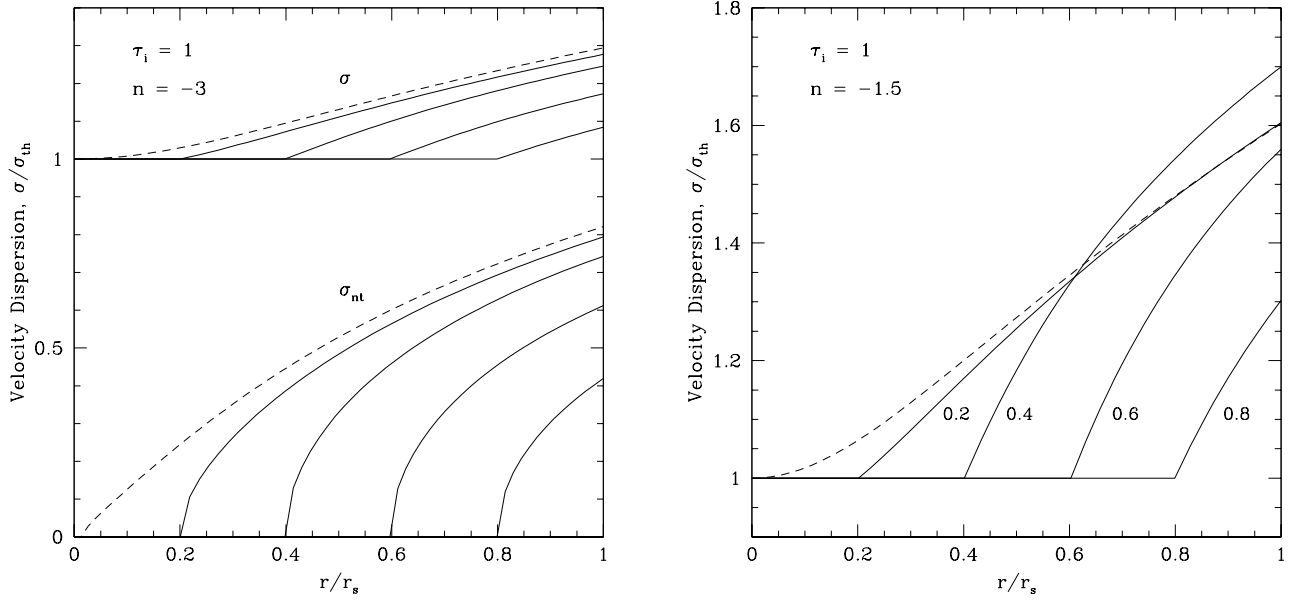 τi = 1
n = −3
σ
1
σnt
0.5
0
0
0.2
0.4
0.6
0.8
1
r/rs
Velocity Dispersion, σ/σth
1.8
τi = 1
n = −1.5
1.6
1.4
1.2
0.2
0.4
0.6
0.8
1
0
0.2
0.4
0.6
0.8
1
r/rs
Velocity Dispersion, σ/σth